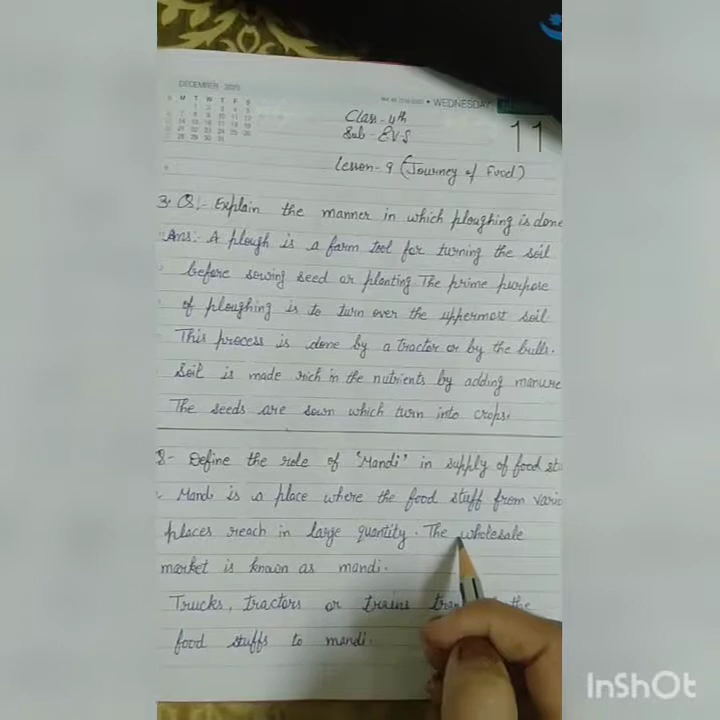 DECEMBER - 2020
WEDNESDAY
11
Class - 4th
Sub - E.V.S
Lesson - 9 (Journey of Food)
3. Q:- Explain the manner in which ploughing is done
Ans:- A plough is a farm tool for turning the soil
before sowing seed or planting. The prime purpose
of ploughing is to turn over the uppermost soil
This process is done by a tractor or by the bulls.
Soil is made rich in the nutrients by adding manure
The seeds are sown which turn into crops.
Define the role of "Mandi" in supply of food
Mandi is a place where the food stuff from
places reach in large quantity. The wholesale
market is known as mandi.
Trucks, tractors or trains the
food stuffs to mandi.
InShOt